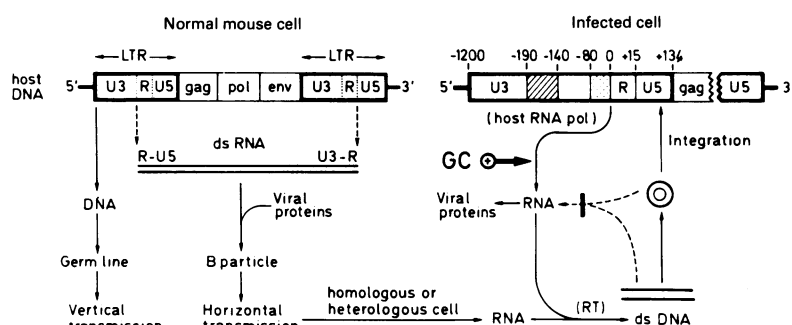 Normal mouse cell
Infected cell
LTR
LTR
-1200 -190 -140 -80 0 +15 +134
host
DNA
5' U3 R U5 gag pol env U3 R U5 3'
5' U3 R U5 gag U5 3
(host RNA pol)
ds RNA
R-U5 U3-R
Integration
GC +
DNA
Viral
proteins
Viral
proteins
RNA
Germ line
B particle
(RT)
Vertical
transmission
Horizontal
transmission
homologous or
heterologous cell
RNA
ds DNA